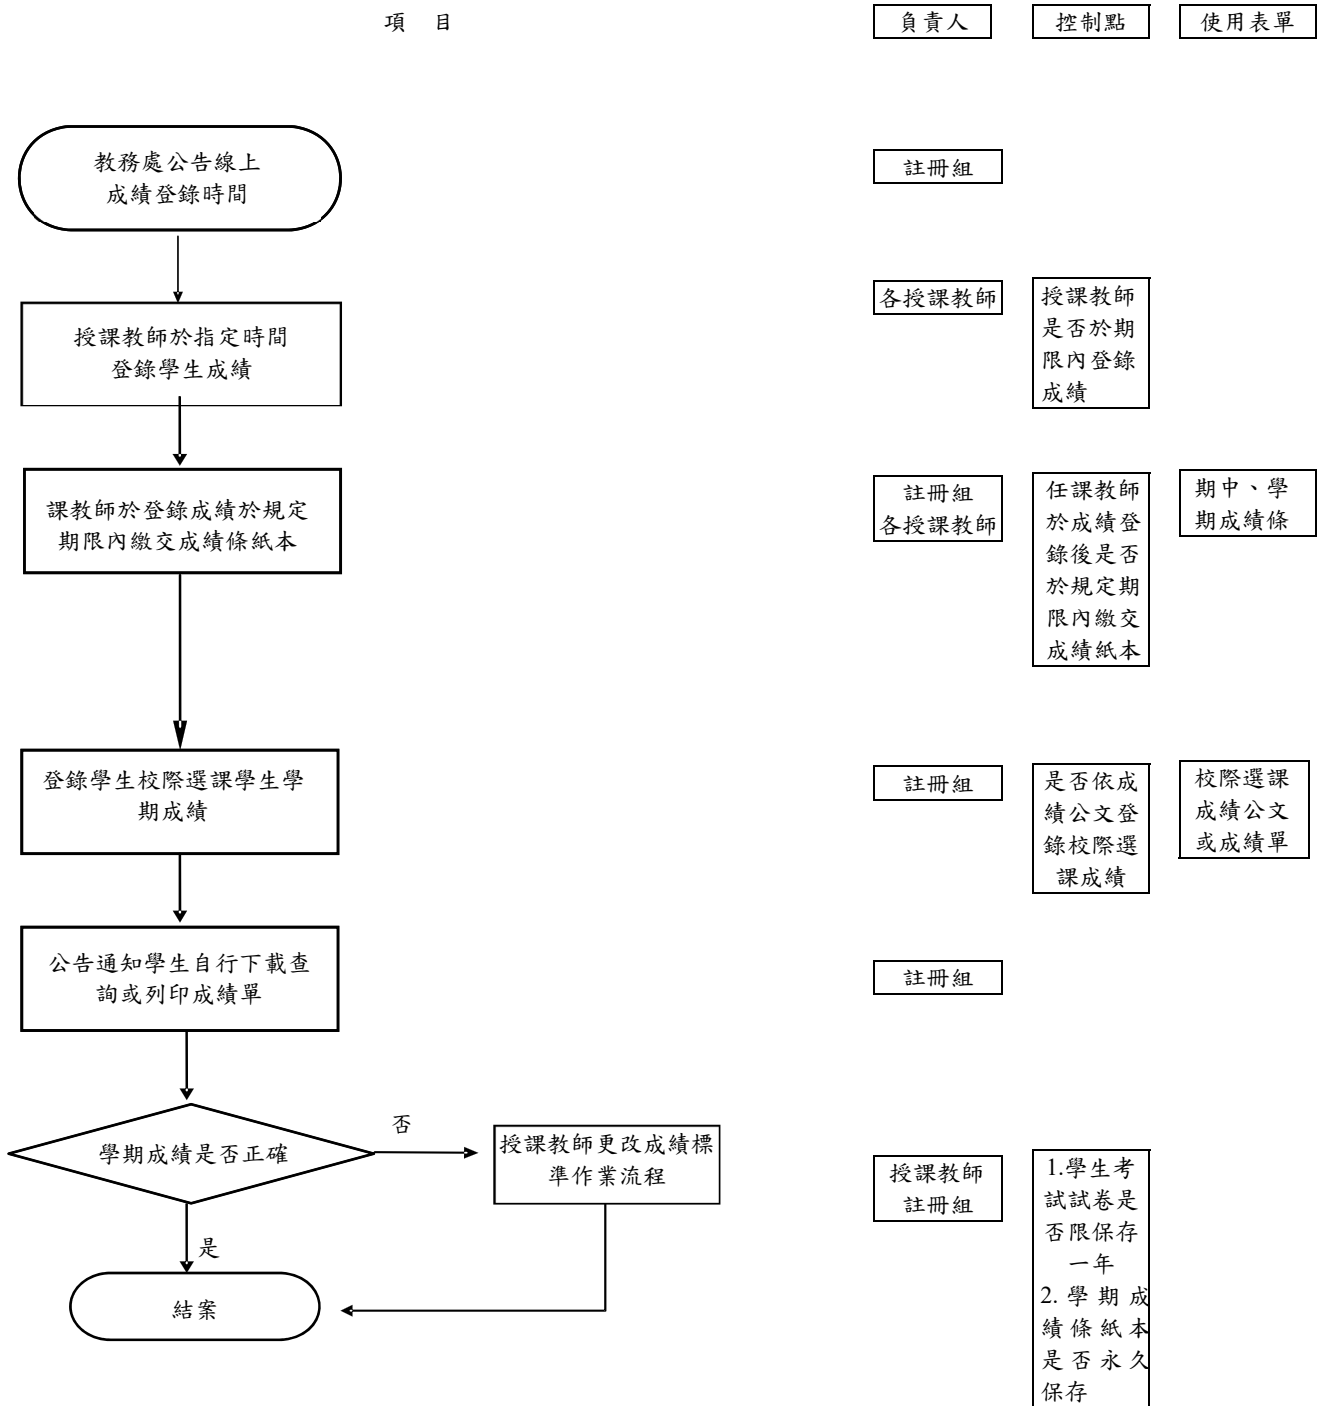 項 目
負責人
控制點
使用表單
教務處公告線上
成績登錄時間
註冊組
授課教師於指定時間
登錄學生成績
各授課教師
授課教師
是否於期
限內登錄
成績
課教師於登錄成績於規定
期限內繳交成績條紙本
註冊組
各授課教師
任課教師
於成績登
錄後是否
於規定期
限內繳交
成績紙本
期中、學
期成績條
登錄學生校際選課學生學
期成績
註冊組
是否依成
績公文登
錄校際選
課成績
校際選課
成績公文
或成績單
公告通知學生自行下載查
詢或列印成績單
註冊組
學期成績是否正確
否
授課教師更改成績標
準作業流程
是
結案
授課教師
註冊組
1.學生考
試試卷是
否限保存
一年
2. 學期成
績條紙本
是否永久
保存